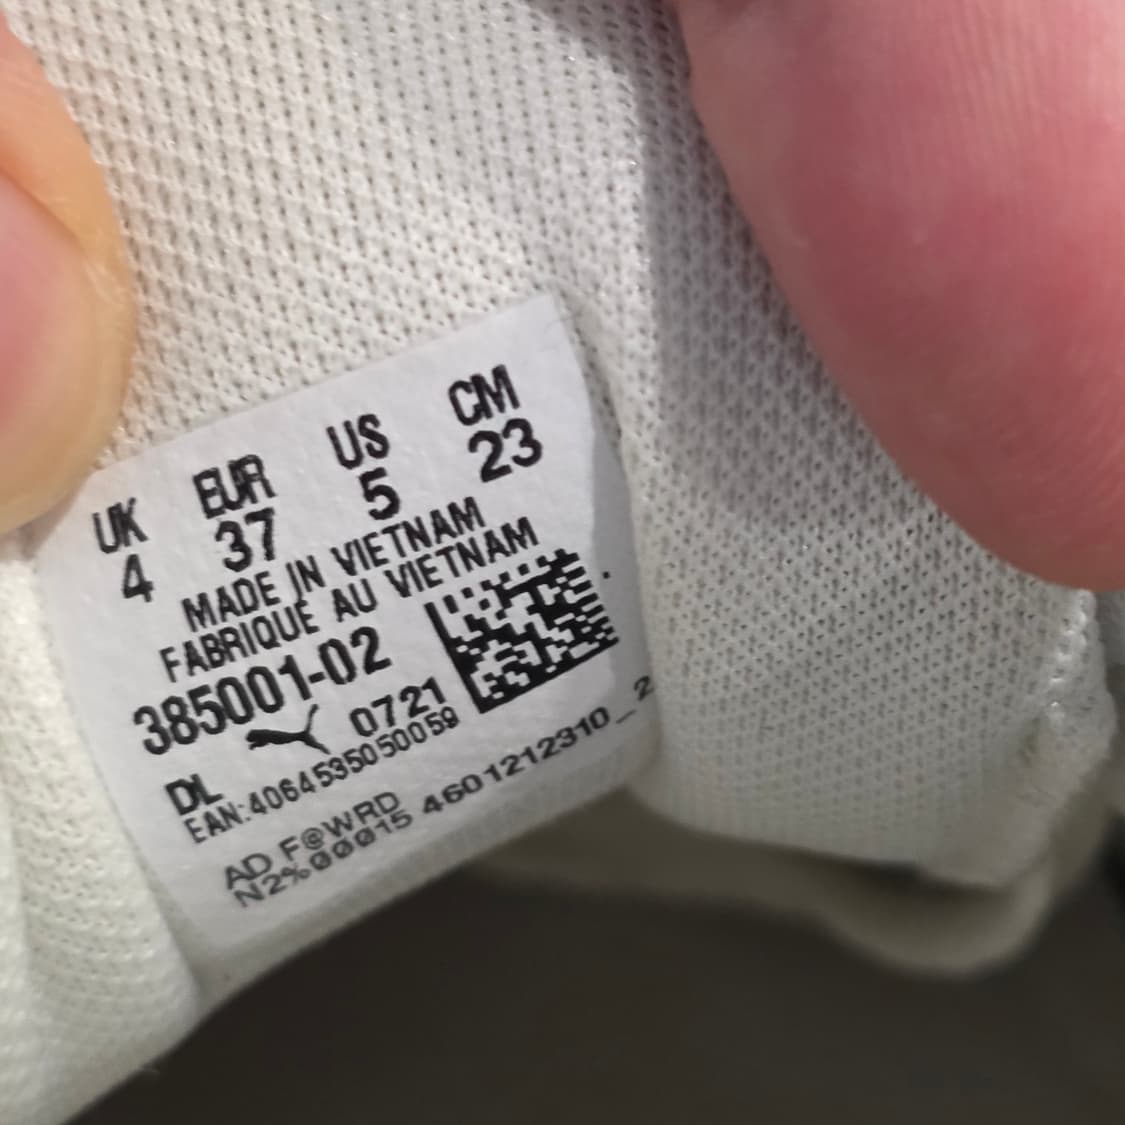 UK EUR US CM
4 37 5 23
MADE IN VIETNAM
FABRIQUE AU VIETNAM
385001-02
0721
DL
EAN:4064535050059
AD F@WRD
N2%00015 4601212310_2